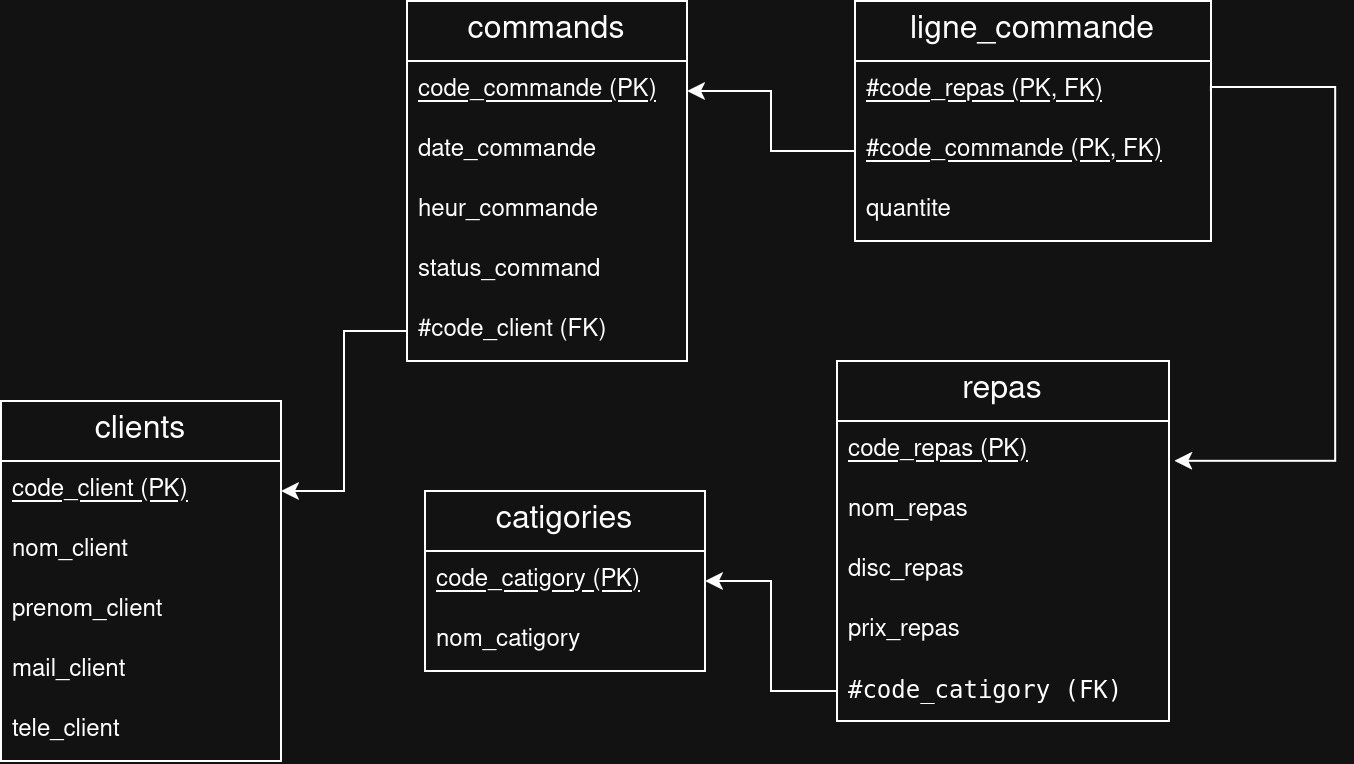 commands
code_commande (PK)
date_commande
heur_commande
status_command
#code_client (FK)
ligne_commande
#code_repas (PK, FK)
#code_commande (PK, FK)
quantite
clients
code_client (PK)
nom_client
prenom_client
mail_client
tele_client
catigories
code_catigory (PK)
nom_catigory
repas
code_repas (PK)
nom_repas
disc_repas
prix_repas
#code_catigory (FK)